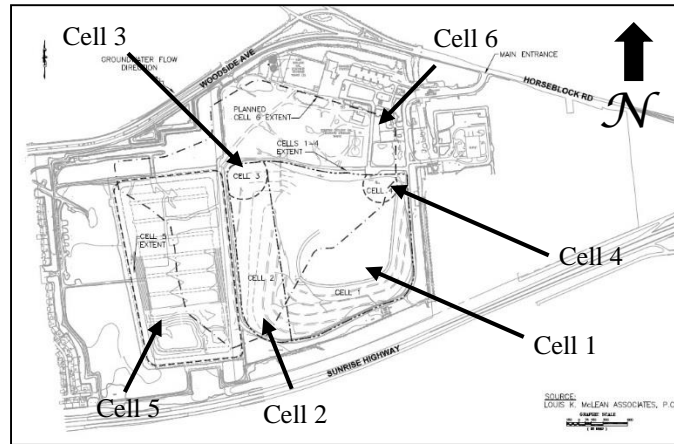 Cell 3
Cell 6
GROUNDWATER FLOW
DIRECTION
WOODSIDE AVE
MAIN ENTRANCE
HORSEBLOCK RD
N
PLANNED
CELL 6 EXTENT
CELLS 1-4
EXTENT
CELL 3
CELL 4
Cell 4
CELL 5
EXTENT
CELL 2
CELL 1
Cell 1
SUNRISE HIGHWAY
Cell 5
Cell 2
SOURCE:
LOUIS K. McLEAN ASSOCIATES, P.C.
GRAPHIC SCALE